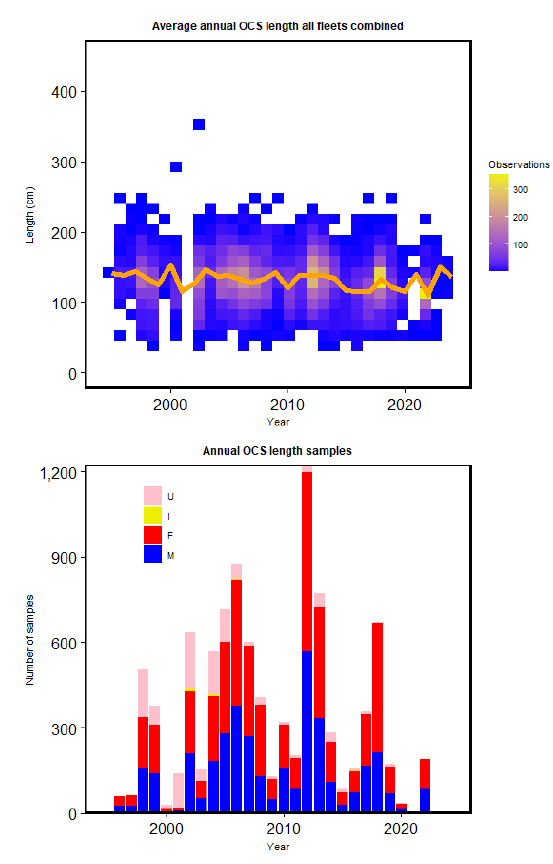 Average annual OCS length all fleets combined
400
300
200
100
0
Length (cm)
2000
2010
2020
Year
Observations
300
200
100
Annual OCS length samples
1,200
900
600
300
0
Number of samples
U
I
F
M
2000
2010
2020
Year